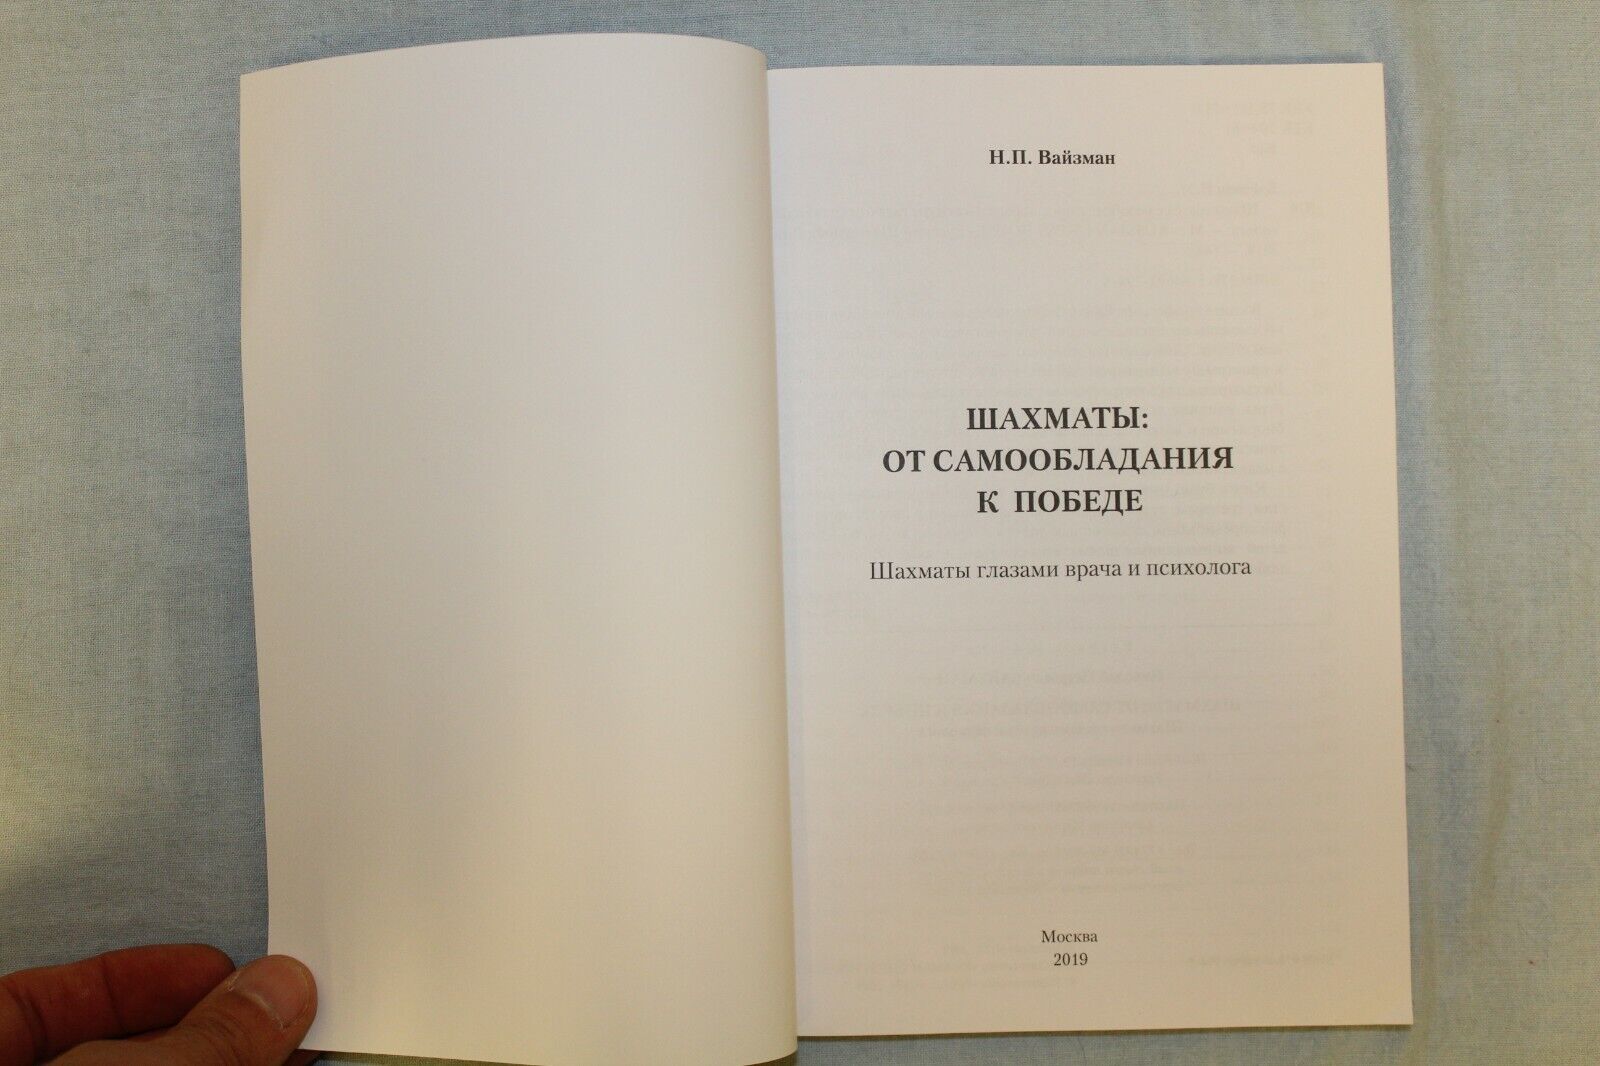 Н.П. Вайзман
ШАХМАТЫ:
ОТ САМООБЛАДАНИЯ
К ПОБЕДЕ
Шахматы глазами врача и психолога
Москва
2019